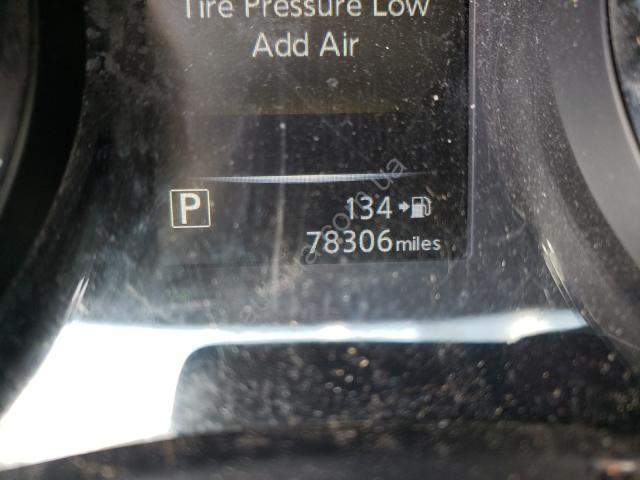 Tire Pressure Low
Add Air
P
134
78306 miles